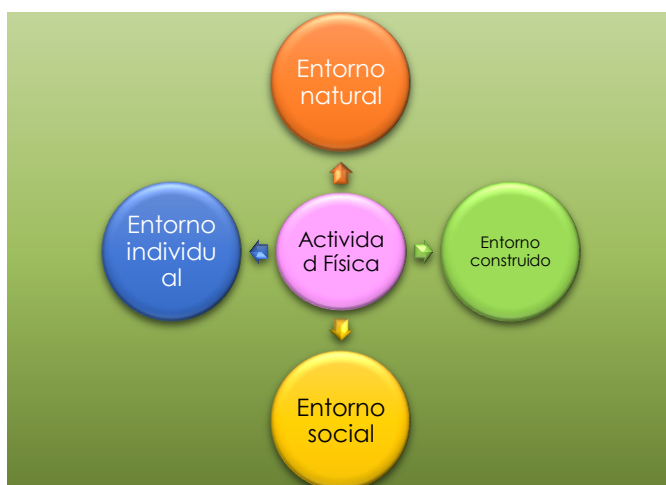 Entorno
natural
Entorno
individu
al
Activida
d Física
Entorno
construido
Entorno
social